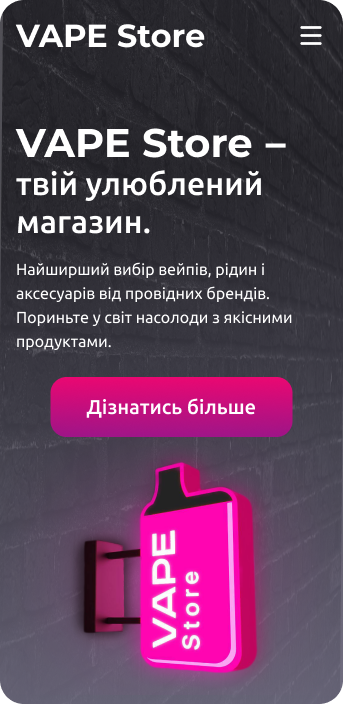 VAPE Store
VAPE Store –
твій улюблений
магазин.
Найширший вибір вейпів, рідин і
аксесуарів від провідних брендів.
Пориньте у світ насолоди з якісними
продуктами.
Дізнатись більше
VAPE
Store